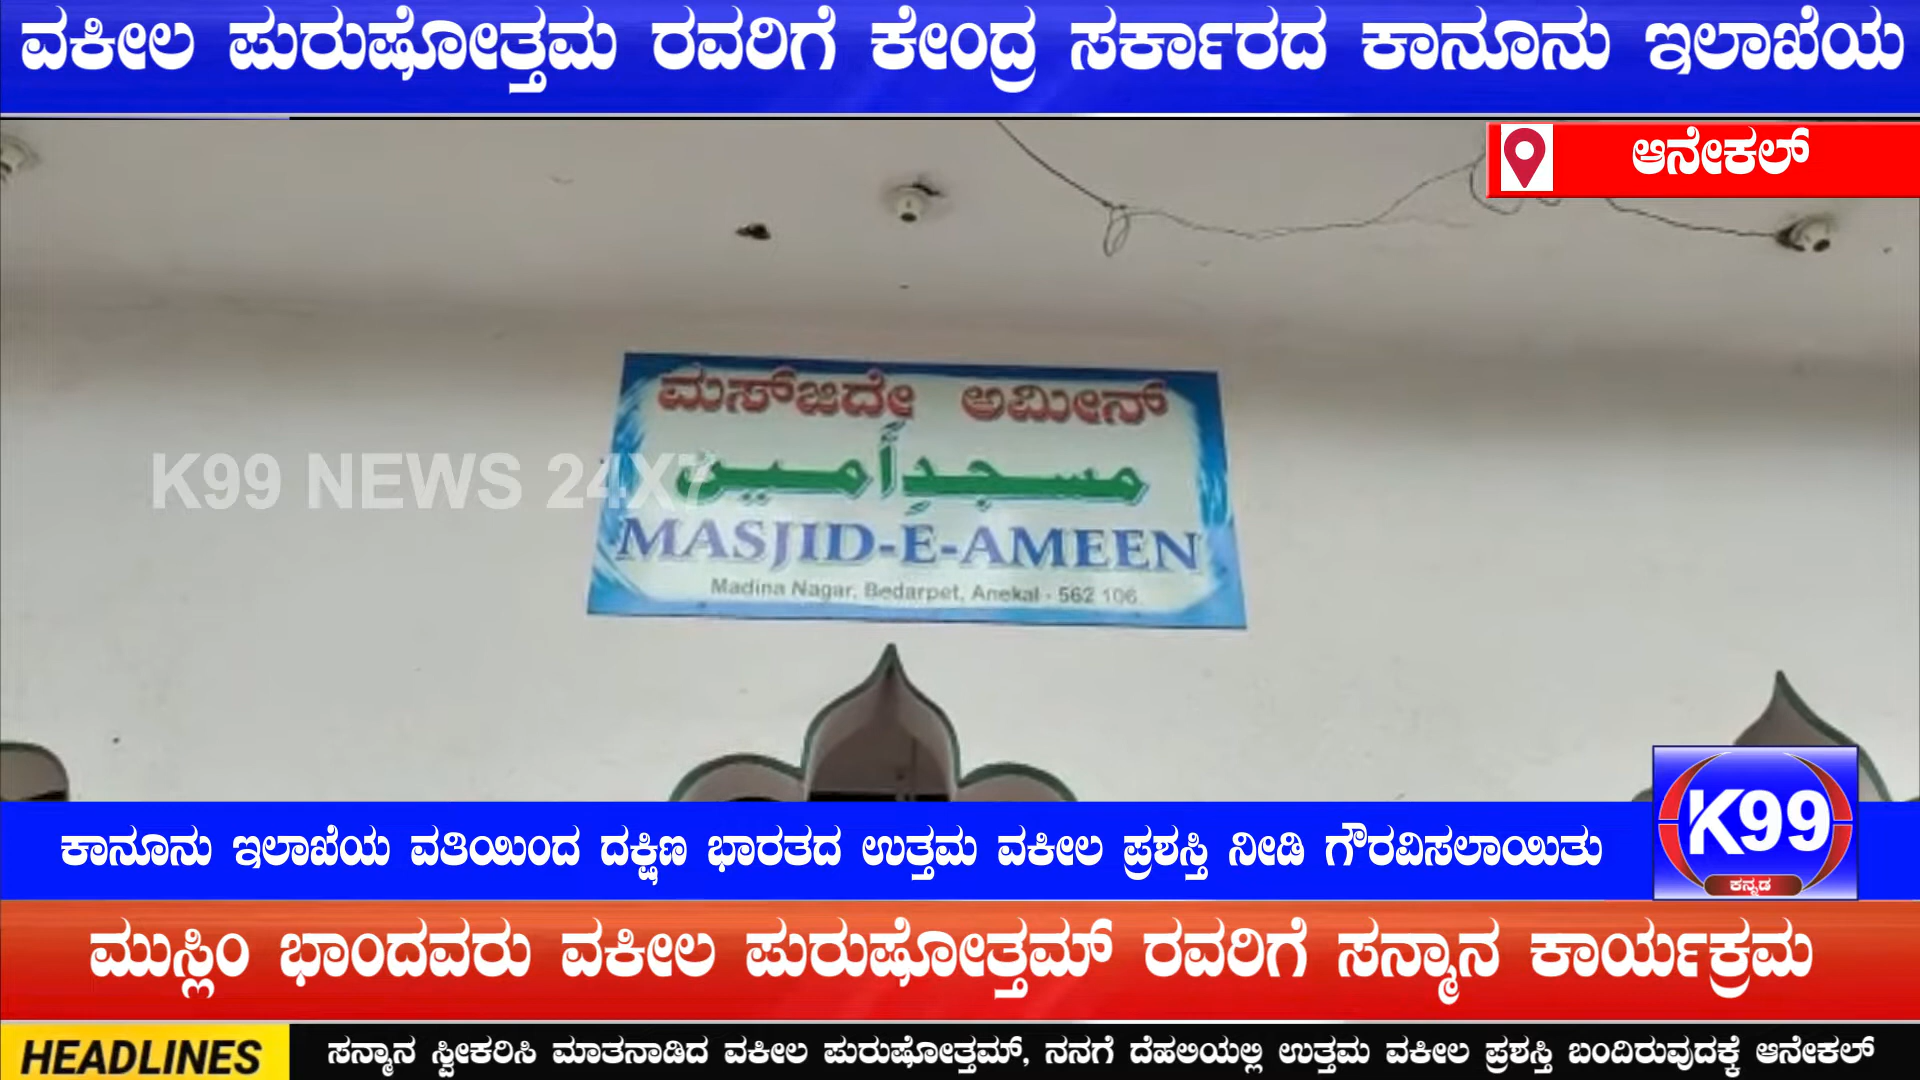 ವಕೀಲ ಪುರುಷೋತ್ತಮ ರವರಿಗೆ ಕೇಂದ್ರ ಸರ್ಕಾರದ ಕಾನೂನು ಇಲಾಖೆಯ
ಆನೇಕಲ್
ಮಸ್‌ಜಿದೇ ಅಮೀನ್
مسجدِ أمين
K99 NEWS 24X7
MASJID-E-AMEEN
Madina Nagar, Bedarpet, Anekal - 562 106
K99
ಕನ್ನಡ
ಕಾನೂನು ಇಲಾಖೆಯ ವತಿಯಿಂದ ದಕ್ಷಿಣ ಭಾರತದ ಉತ್ತಮ ವಕೀಲ ಪ್ರಶಸ್ತಿ ನೀಡಿ ಗೌರವಿಸಲಾಯಿತು
ಮುಸ್ಲಿಂ ಭಾಂದವರು ವಕೀಲ ಪುರುಷೋತ್ತಮ್ ರವರಿಗೆ ಸನ್ಮಾನ ಕಾರ್ಯಕ್ರಮ
HEADLINES
ಸನ್ಮಾನ ಸ್ವೀಕರಿಸಿ ಮಾತನಾಡಿದ ವಕೀಲ ಪುರುಷೋತ್ತಮ್, ನನಗೆ ದೆಹಲಿಯಲ್ಲಿ ಉತ್ತಮ ವಕೀಲ ಪ್ರಶಸ್ತಿ ಬಂದಿರುವುದಕ್ಕೆ ಆನೇಕಲ್